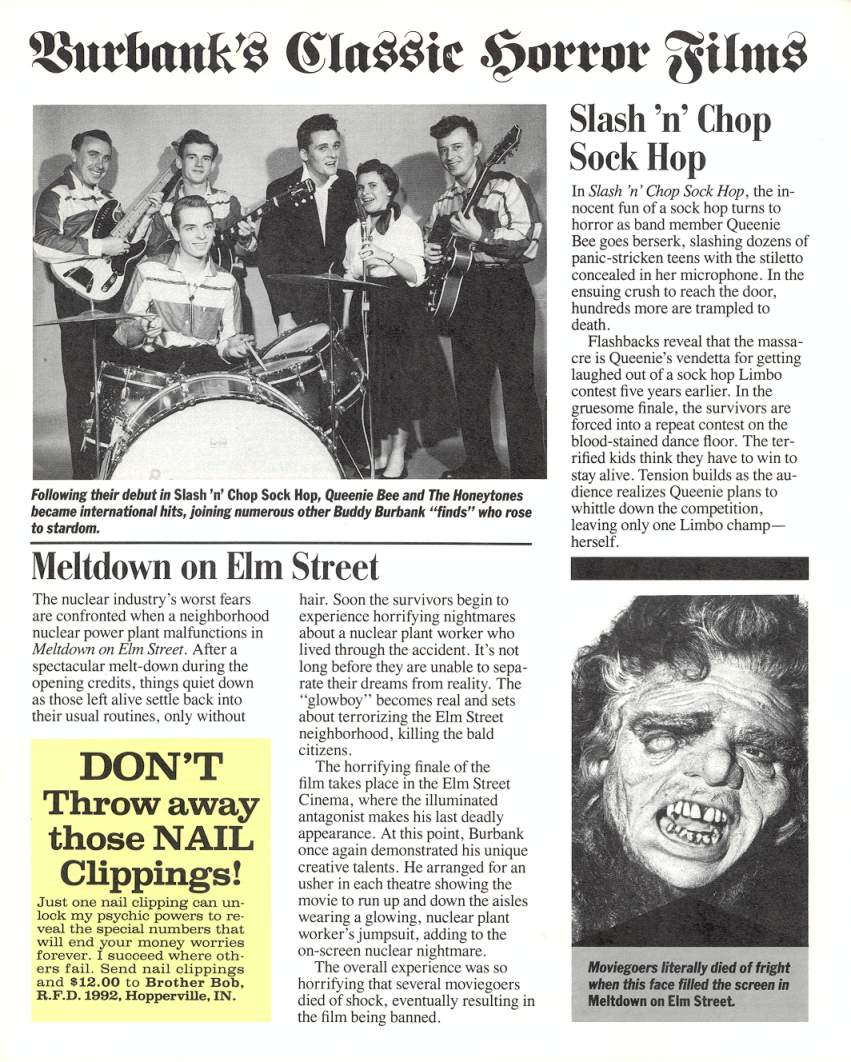 Burbank's Classic Horror Films
Following their debut in Slash 'n' Chop Sock Hop, Queenie Bee and The Honeytones
became international hits, joining numerous other Buddy Burbank "finds" who rose
to stardom.
Slash 'n' Chop
Sock Hop
In Slash 'n' Chop Sock Hop, the in-
nocent fun of a sock hop turns to
horror as band member Queenie
Bee goes berserk, slashing dozens of
panic-stricken teens with the stiletto
concealed in her microphone. In the
ensuing crush to reach the door,
hundreds more are trampled to
death.
Flashbacks reveal that the massa-
cre is Queenie's vendetta for getting
laughed out of a sock hop Limbo
contest five years earlier. In the
gruesome finale, the survivors are
forced into a repeat contest on the
blood-stained dance floor. The ter-
rified kids think they have to win to
stay alive. Tension builds as the au-
dience realizes Queenie plans to
whittle down the competition,
leaving only one Limbo champ—
herself.
Meltdown on Elm Street
The nuclear industry's worst fears
are confronted when a neighborhood
nuclear power plant malfunctions in
Meltdown on Elm Street. After a
spectacular melt-down during the
opening credits, things quiet down
as those left alive settle back into
their usual routines, only without
hair. Soon the survivors begin to
experience horrifying nightmares
about a nuclear plant worker who
lived through the accident. It's not
long before they are unable to sepa-
rate their dreams from reality. The
"glowboy" becomes real and sets
about terrorizing the Elm Street
neighborhood, killing the bald
citizens.
The horrifying finale of the
film takes place in the Elm Street
Cinema, where the illuminated
antagonist makes his last deadly
appearance. At this point, Burbank
once again demonstrated his unique
creative talents. He arranged for an
usher in each theatre showing the
movie to run up and down the aisles
wearing a glowing, nuclear plant
worker's jumpsuit, adding to the
on-screen nuclear nightmare.
The overall experience was so
horrifying that several moviegoers
died of shock, eventually resulting in
the film being banned.
DON'T
Throw away
those NAIL
Clippings!
Just one nail clipping can un-
lock my psychic powers to re-
veal the special numbers that
will end your money worries
forever. I succeed where oth-
ers fail. Send nail clippings
and $12.00 to Brother Bob,
R.F.D. 1992, Hopperville, IN.
Moviegoers literally died of fright
when this face filled the screen in
Meltdown on Elm Street.